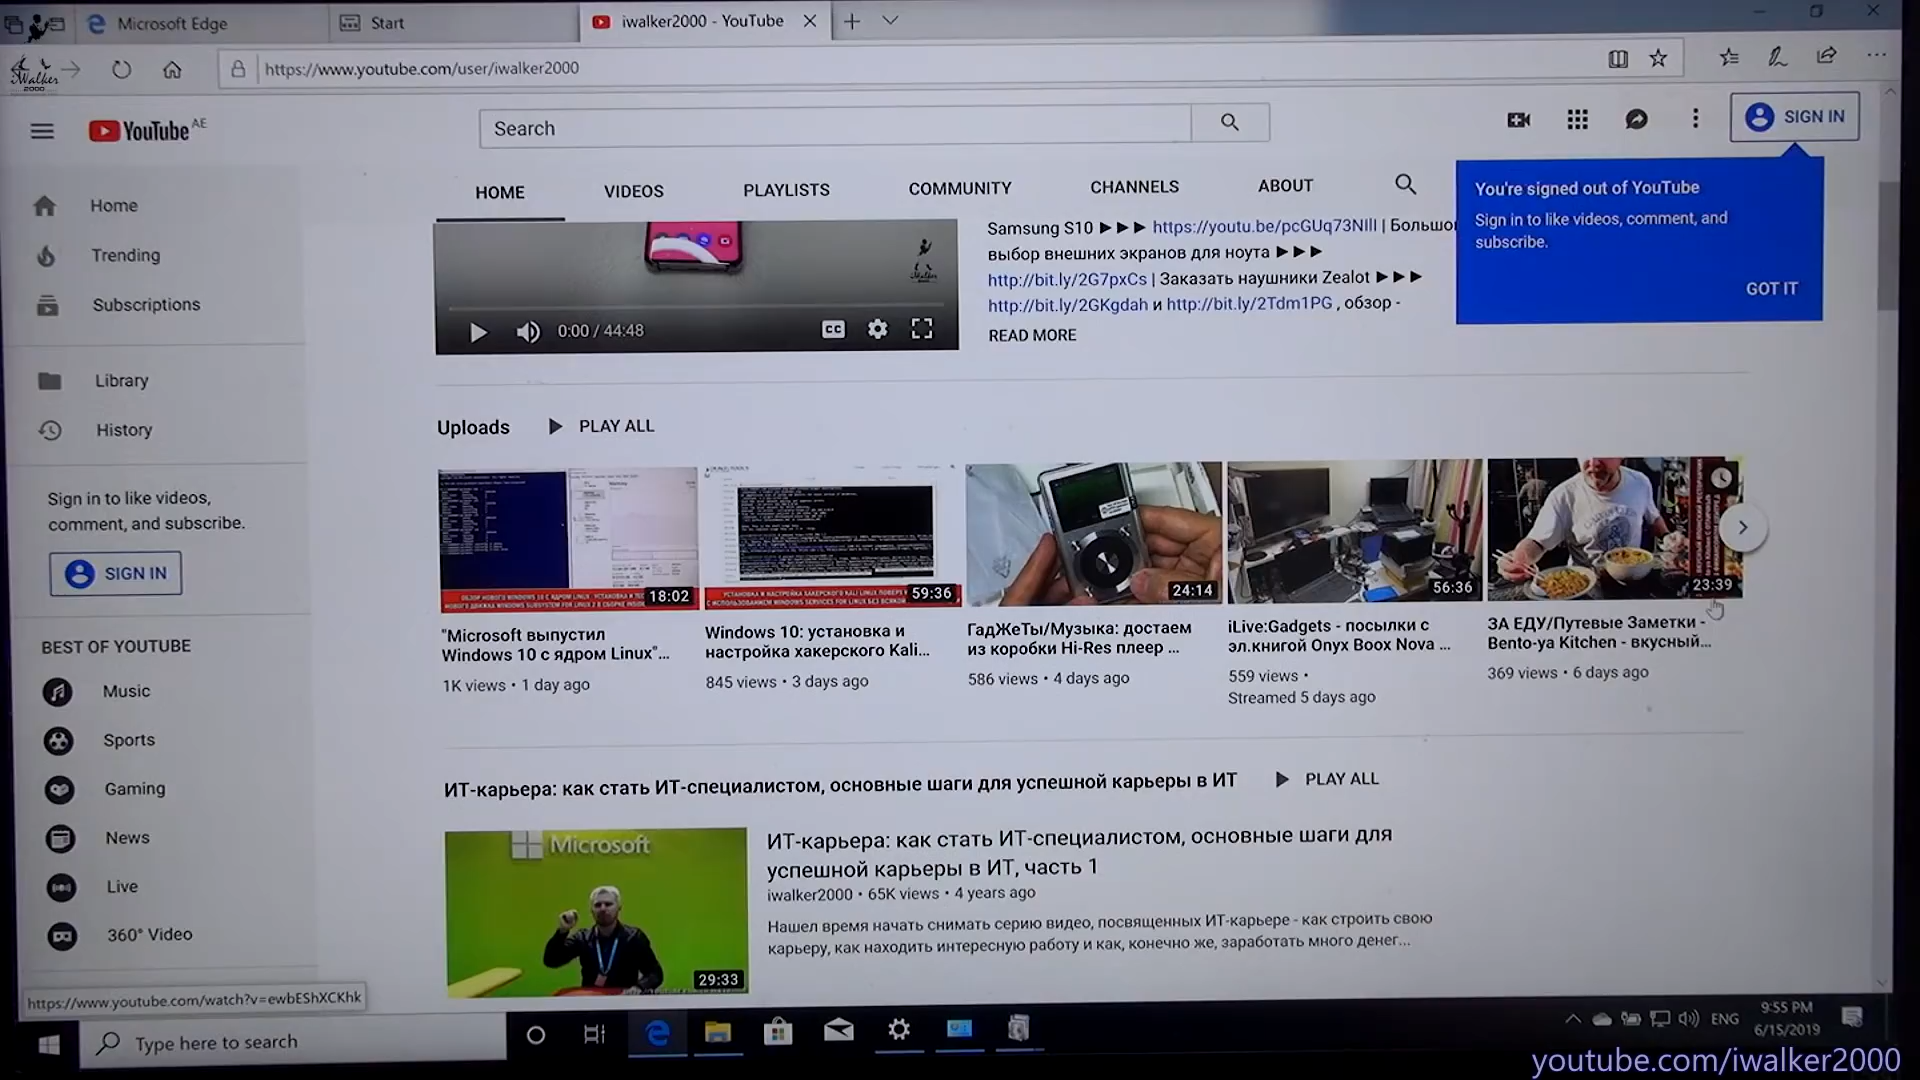 Microsoft Edge
Start
iwalker2000 - YouTube
iWalker
2000
https://www.youtube.com/user/iwalker2000
YouTube AE
Search
SIGN IN
HOME
VIDEOS
PLAYLISTS
COMMUNITY
CHANNELS
ABOUT
You're signed out of YouTube
Sign in to like videos, comment, and
subscribe.
GOT IT
Home
Trending
Subscriptions
Library
History
Sign in to like videos,
comment, and subscribe.
SIGN IN
BEST OF YOUTUBE
Music
Sports
Gaming
News
Live
360° Video
0:00 / 44:48
CC
Samsung S10 ►►► https://youtu.be/pcGUq73NIll | Большой
выбор внешних экранов для ноута ►►►
http://bit.ly/2G7pxCs | Заказать наушники Zealot ►►►
http://bit.ly/2GKgdah и http://bit.ly/2Tdm1PG , обзор -
READ MORE
Uploads
PLAY ALL
18:02
"Microsoft выпустил
Windows 10 с ядром Linux"...
1K views • 1 day ago
59:36
Windows 10: установка и
настройка хакерского Kali...
845 views • 3 days ago
24:14
ГадЖеТы/Музыка: достаем
из коробки Hi-Res плеер ...
586 views • 4 days ago
56:36
iLive:Gadgets - посылки с
эл.книгой Onyx Boox Nova ...
559 views •
Streamed 5 days ago
23:39
ЗА ЕДУ/Путевые Заметки -
Bento-ya Kitchen - вкусный...
369 views • 6 days ago
ИТ-карьера: как стать ИТ-специалистом, основные шаги для успешной карьеры в ИТ
PLAY ALL
Microsoft
29:33
ИТ-карьера: как стать ИТ-специалистом, основные шаги для
успешной карьеры в ИТ, часть 1
iwalker2000 • 65K views • 4 years ago
Нашел время начать снимать серию видео, посвященных ИТ-карьере - как строить свою
карьеру, как находить интересную работу и как, конечно же, заработать много денег...
https://www.youtube.com/watch?v=ewbEShXCKhk
Type here to search
ENG
9:55 PM
6/15/2019
youtube.com/iwalker2000